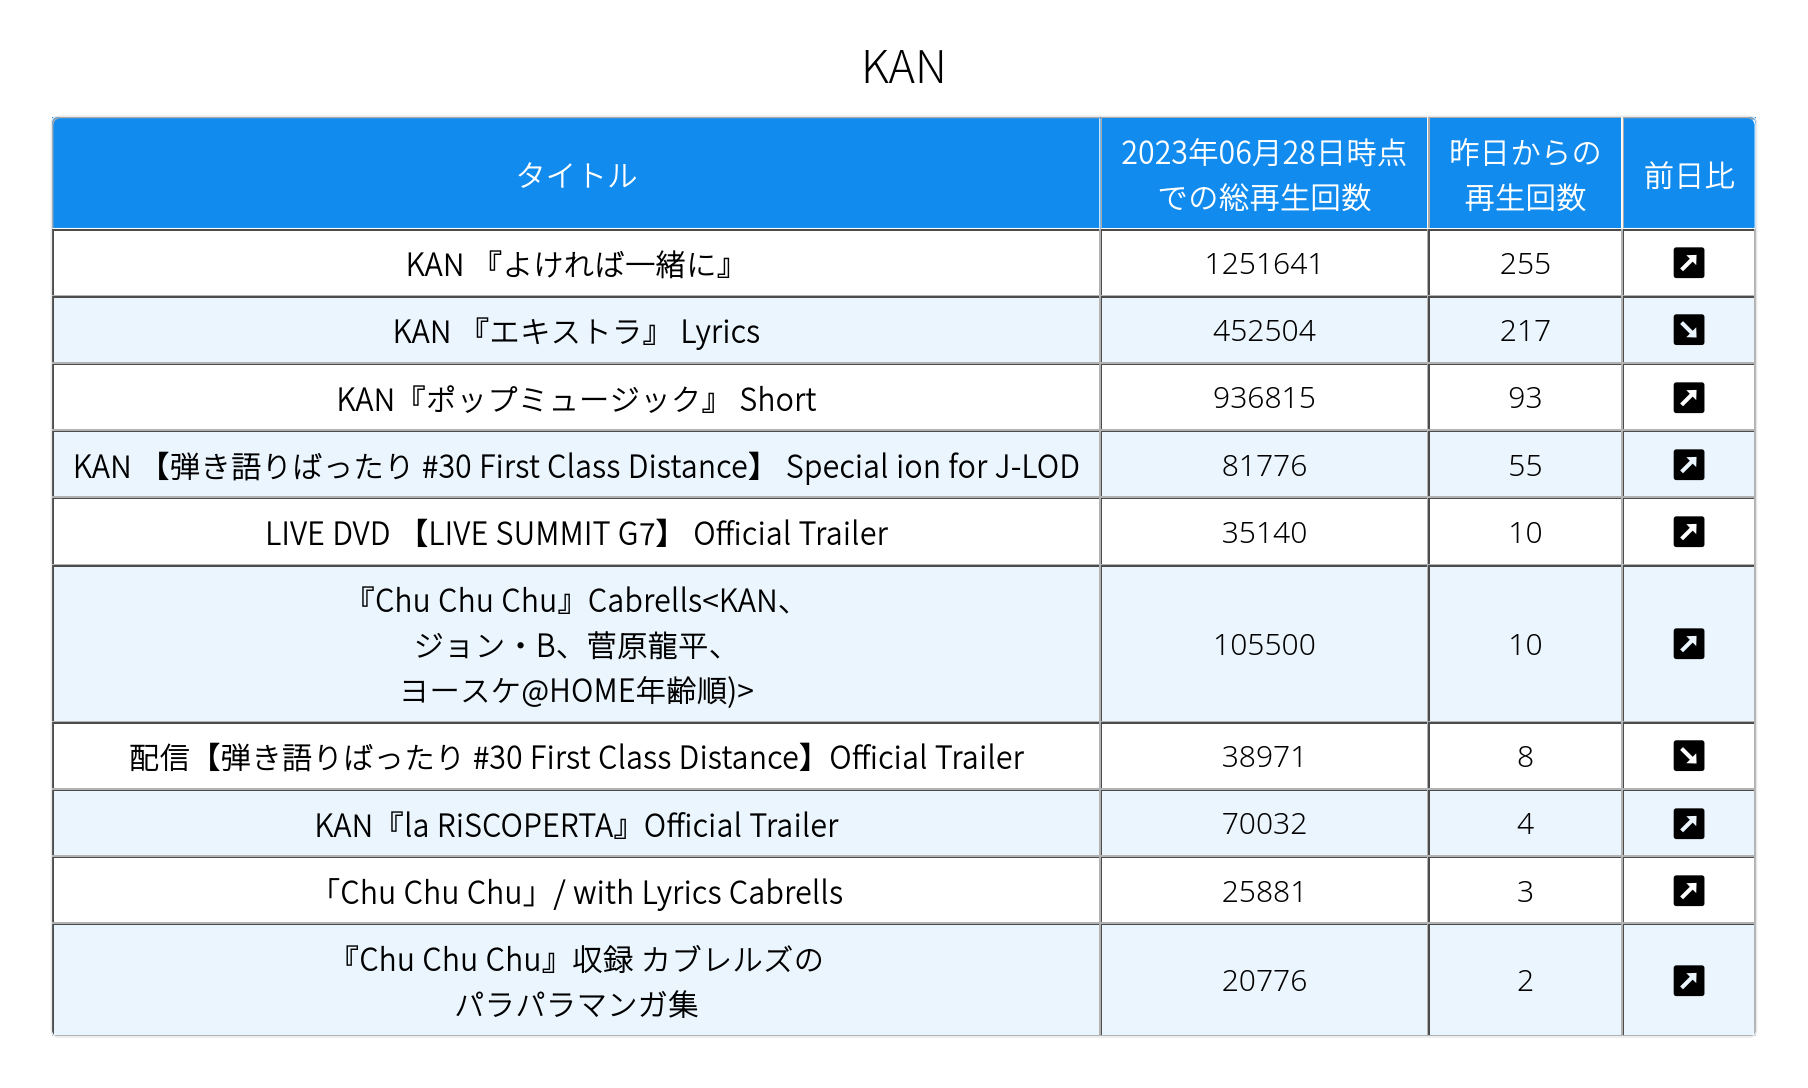 KAN
タイトル
2023年06月28日時点
での総再生回数
昨日からの
再生回数
前日比
KAN 『よければ一緒に』 1251641 255
KAN 『エキストラ』 Lyrics 452504 217
KAN『ポップミュージック』 Short 936815 93
KAN 【弾き語りばったり #30 First Class Distance】 Special ion for J-LOD 81776 55
LIVE DVD 【LIVE SUMMIT G7】 Official Trailer 35140 10
『Chu Chu Chu』Cabrells<KAN、
ジョン・B、菅原龍平、
ヨースケ@HOME年齢順)> 105500 10
配信【弾き語りばったり #30 First Class Distance】Official Trailer 38971 8
KAN『la RiSCOPERTA』Official Trailer 70032 4
「Chu Chu Chu」/ with Lyrics Cabrells 25881 3
『Chu Chu Chu』収録 カブレルズの
パラパラマンガ集 20776 2